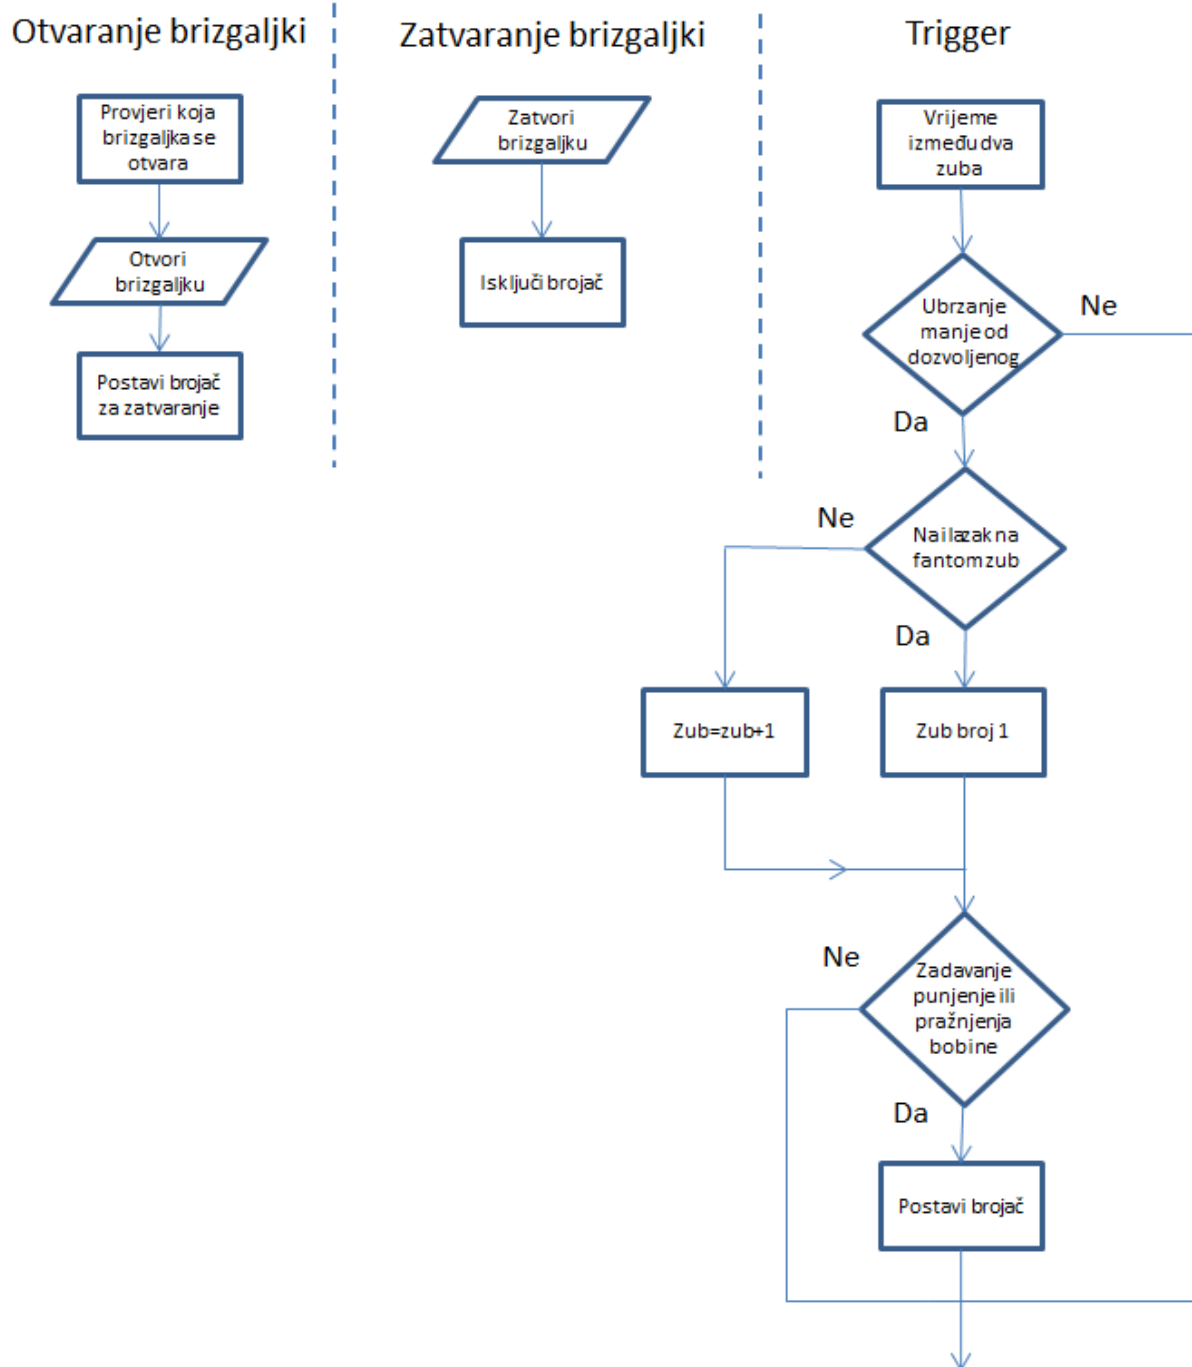 Otvaranje brizgaljki
Provjeri koja
brizgaljka se
otvara
Otvori
brizgaljku
Postavi brojač
za zatvaranje
Zatvaranje brizgaljki
Zatvori
brizgaljku
Isključi brojač
Trigger
Vrijeme
između dva
zuba
Ubrzanje
manje od
dozvoljenog
Ne
Da
Nailazak na
fantom zub
Ne
Da
Zub=zub+1
Zub broj 1
Zadavanje
punjenje ili
pražnjenja
bobine
Ne
Da
Postavi brojač